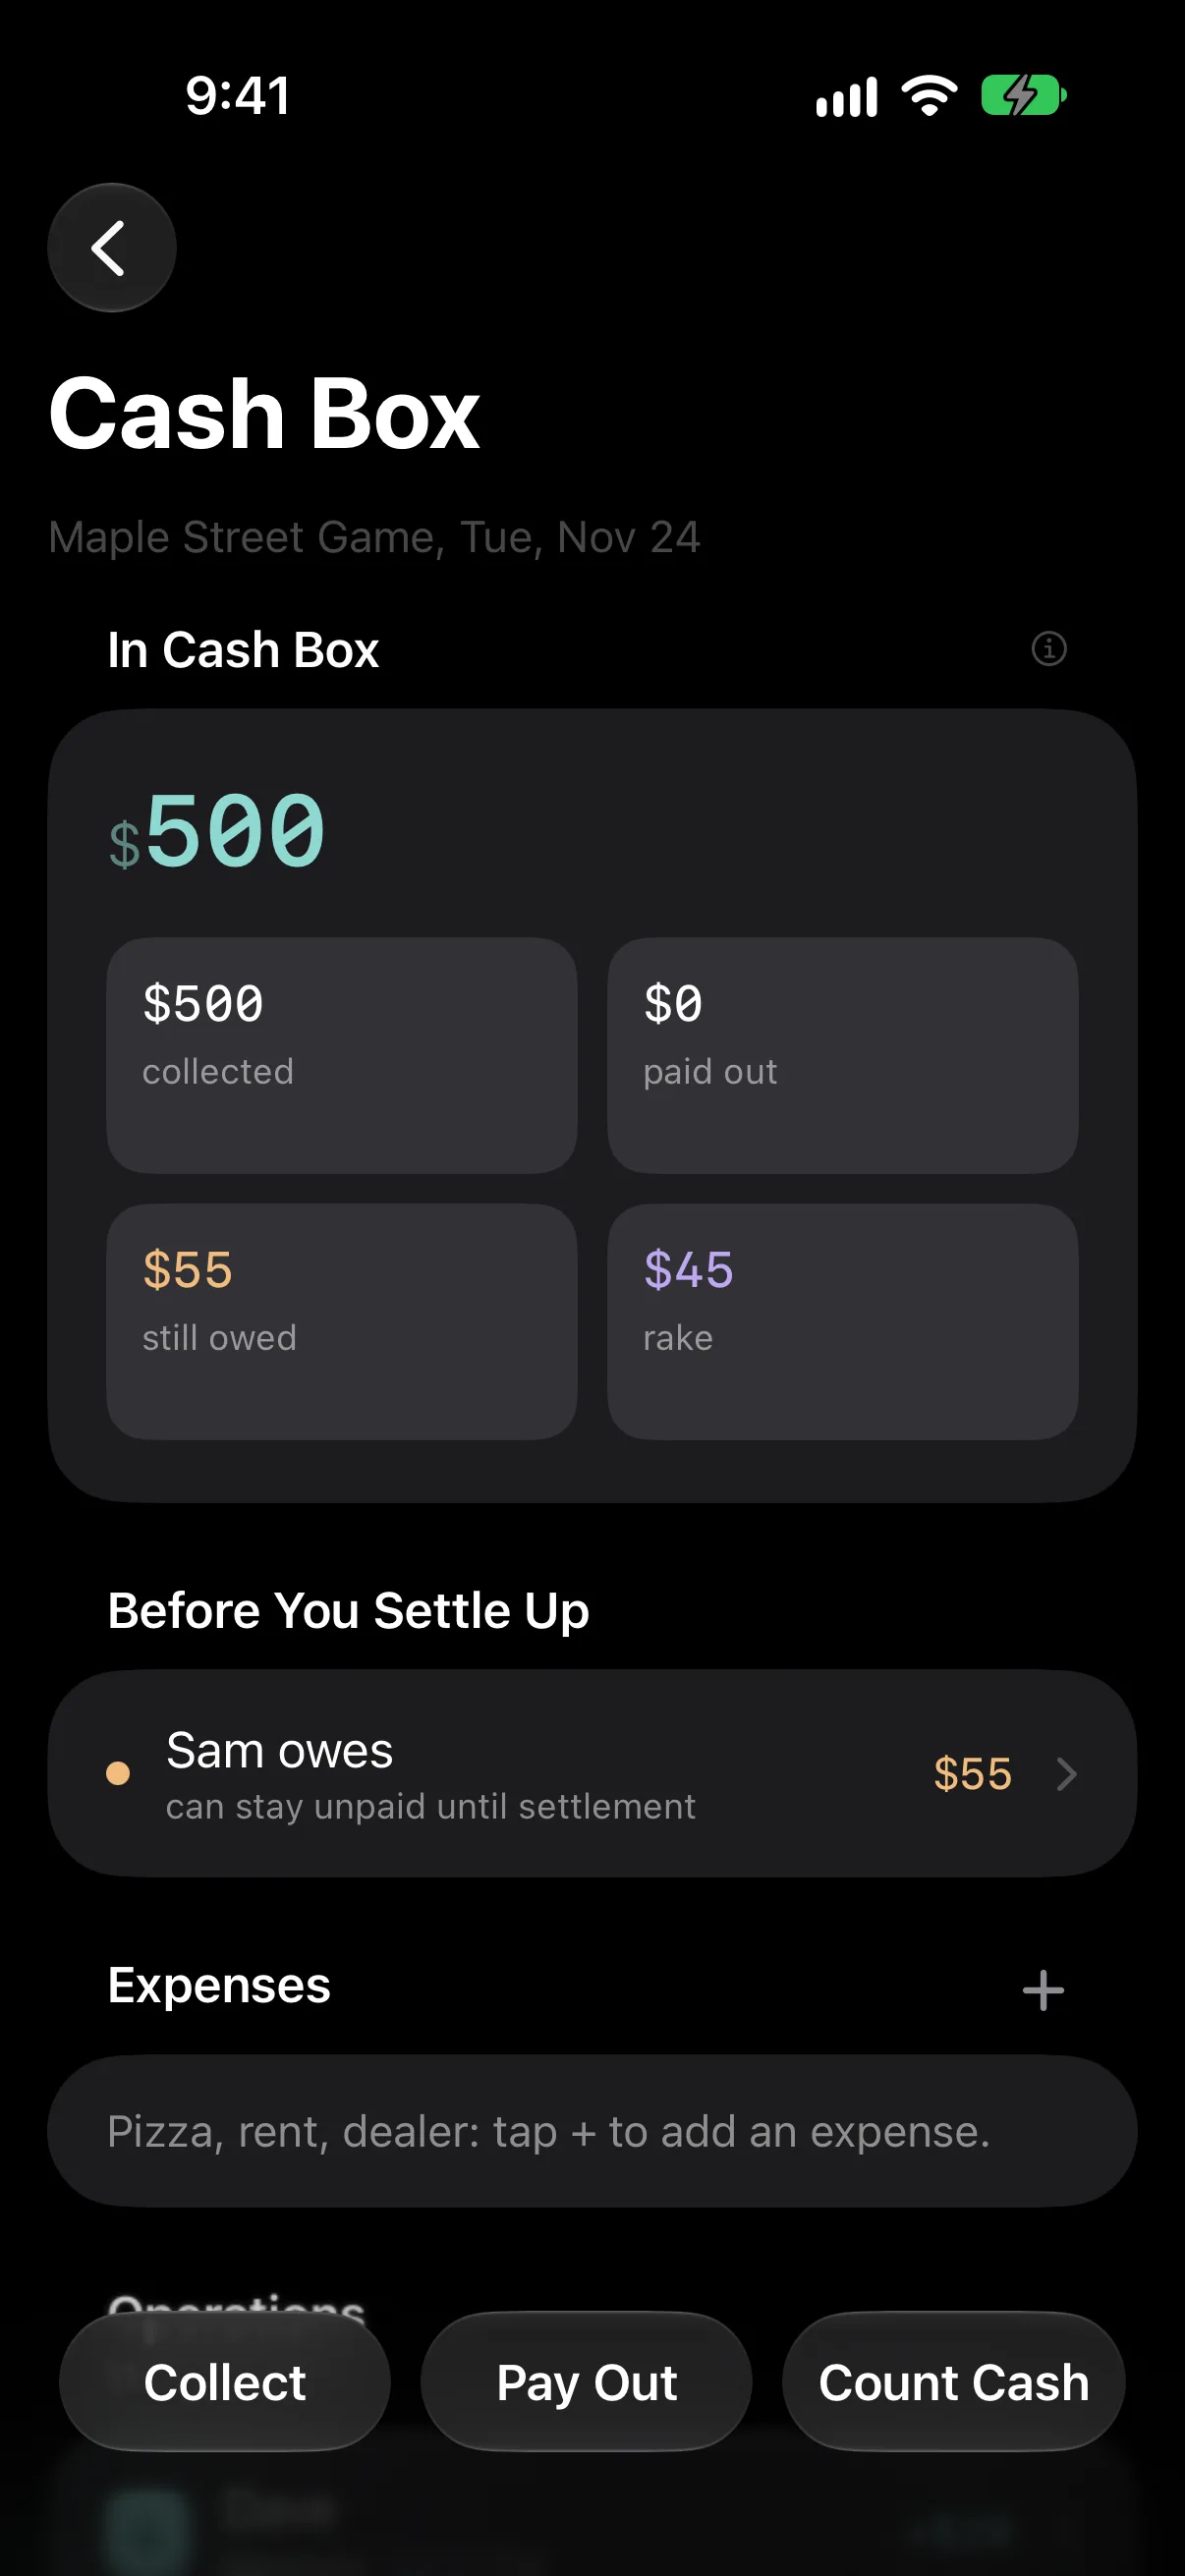 9:41
Cash Box
Maple Street Game, Tue, Nov 24
In Cash Box
$500
$500
collected
$0
paid out
$55
still owed
$45
rake
Before You Settle Up
Sam owes
can stay unpaid until settlement
$55
Expenses
Pizza, rent, dealer: tap + to add an expense.
Operations
Collect
Pay Out
Count Cash